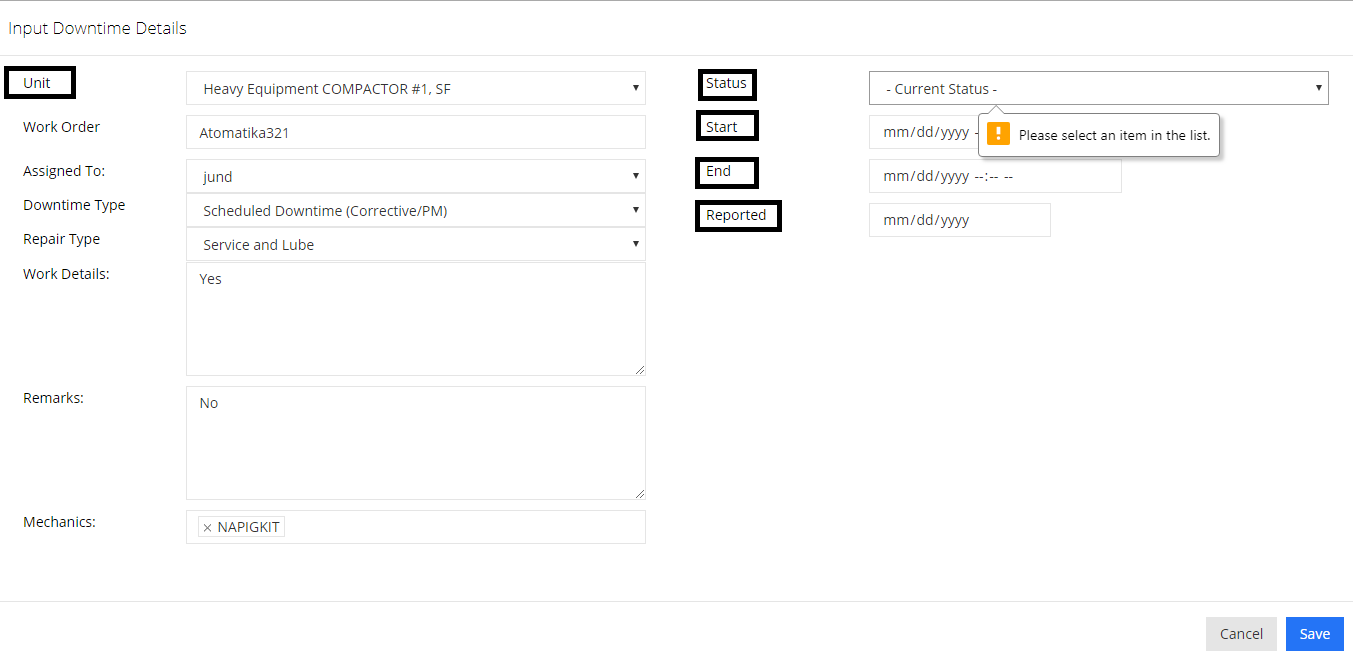 Input Downtime Details
Unit
Heavy Equipment COMPACTOR #1, SF
Work Order
Atomatika321
Assigned To:
jund
Downtime Type
Scheduled Downtime (Corrective/PM)
Repair Type
Service and Lube
Work Details:
Yes
Remarks:
No
Mechanics:
× NAPIGKIT
Status
- Current Status -
Please select an item in the list.
Start
mm/dd/yyyy -
End
mm/dd/yyyy --:-- --
Reported
mm/dd/yyyy
Cancel
Save